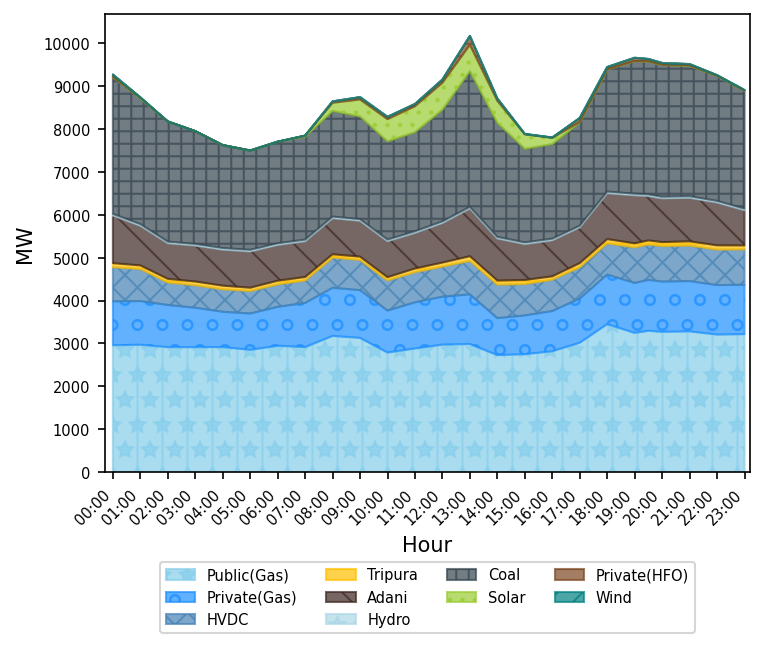 10000
9000
8000
7000
6000
5000
4000
3000
2000
1000
0
MW
00:00 01:00 02:00 03:00 04:00 05:00 06:00 07:00 08:00 09:00 10:00 11:00 12:00 13:00 14:00 15:00 16:00 17:00 18:00 19:00 20:00 21:00 22:00 23:00
Hour
Public(Gas) Tripura Coal Private(HFO)
Private(Gas) Adani Solar Wind
HVDC Hydro